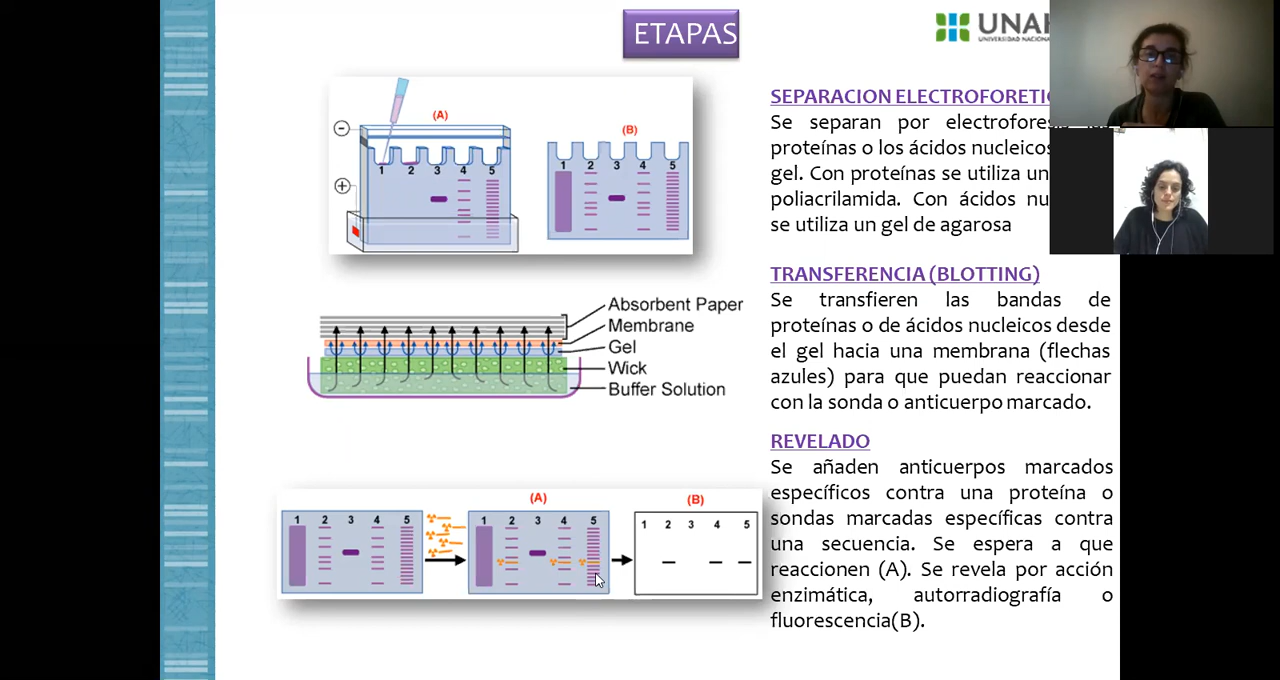 ETAPAS
UNAH
UNIVERSIDAD NACIONAL
(A)
1 2 3 4 5
(B)
1 2 3 4 5
SEPARACION ELECTROFORETIC
Se separan por electroforesis
proteínas o los ácidos nucleicos
gel. Con proteínas se utiliza un
poliacrilamida. Con ácidos nu
se utiliza un gel de agarosa
Absorbent Paper
Membrane
Gel
Wick
Buffer Solution
TRANSFERENCIA (BLOTTING)
Se transfieren las bandas de
proteínas o de ácidos nucleicos desde
el gel hacia una membrana (flechas
azules) para que puedan reaccionar
con la sonda o anticuerpo marcado.
(A)
(B)
1 2 3 4 5
1 2 3 4 5
1 2 3 4 5
REVELADO
Se añaden anticuerpos marcados
específicos contra una proteína o
sondas marcadas específicas contra
una secuencia. Se espera a que
reaccionen (A). Se revela por acción
enzimática, autorradiografía o
fluorescencia(B).